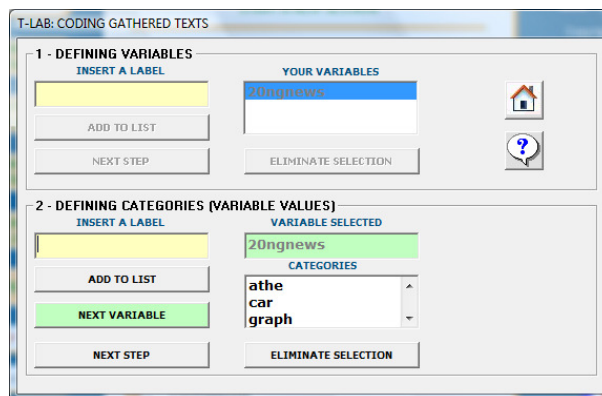 T-LAB: CODING GATHERED TEXTS
1 - DEFINING VARIABLES
INSERT A LABEL
YOUR VARIABLES
20ngnews
ADD TO LIST
NEXT STEP
ELIMINATE SELECTION
?
2 - DEFINING CATEGORIES (VARIABLE VALUES)
INSERT A LABEL
VARIABLE SELECTED
20ngnews
CATEGORIES
ADD TO LIST
athe
car
graph
NEXT VARIABLE
NEXT STEP
ELIMINATE SELECTION